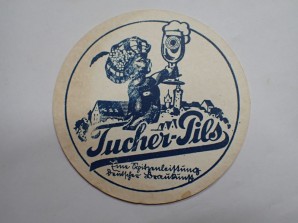 Tucher-Pils
Eine Spitzenleistung
deutscher Braukunst